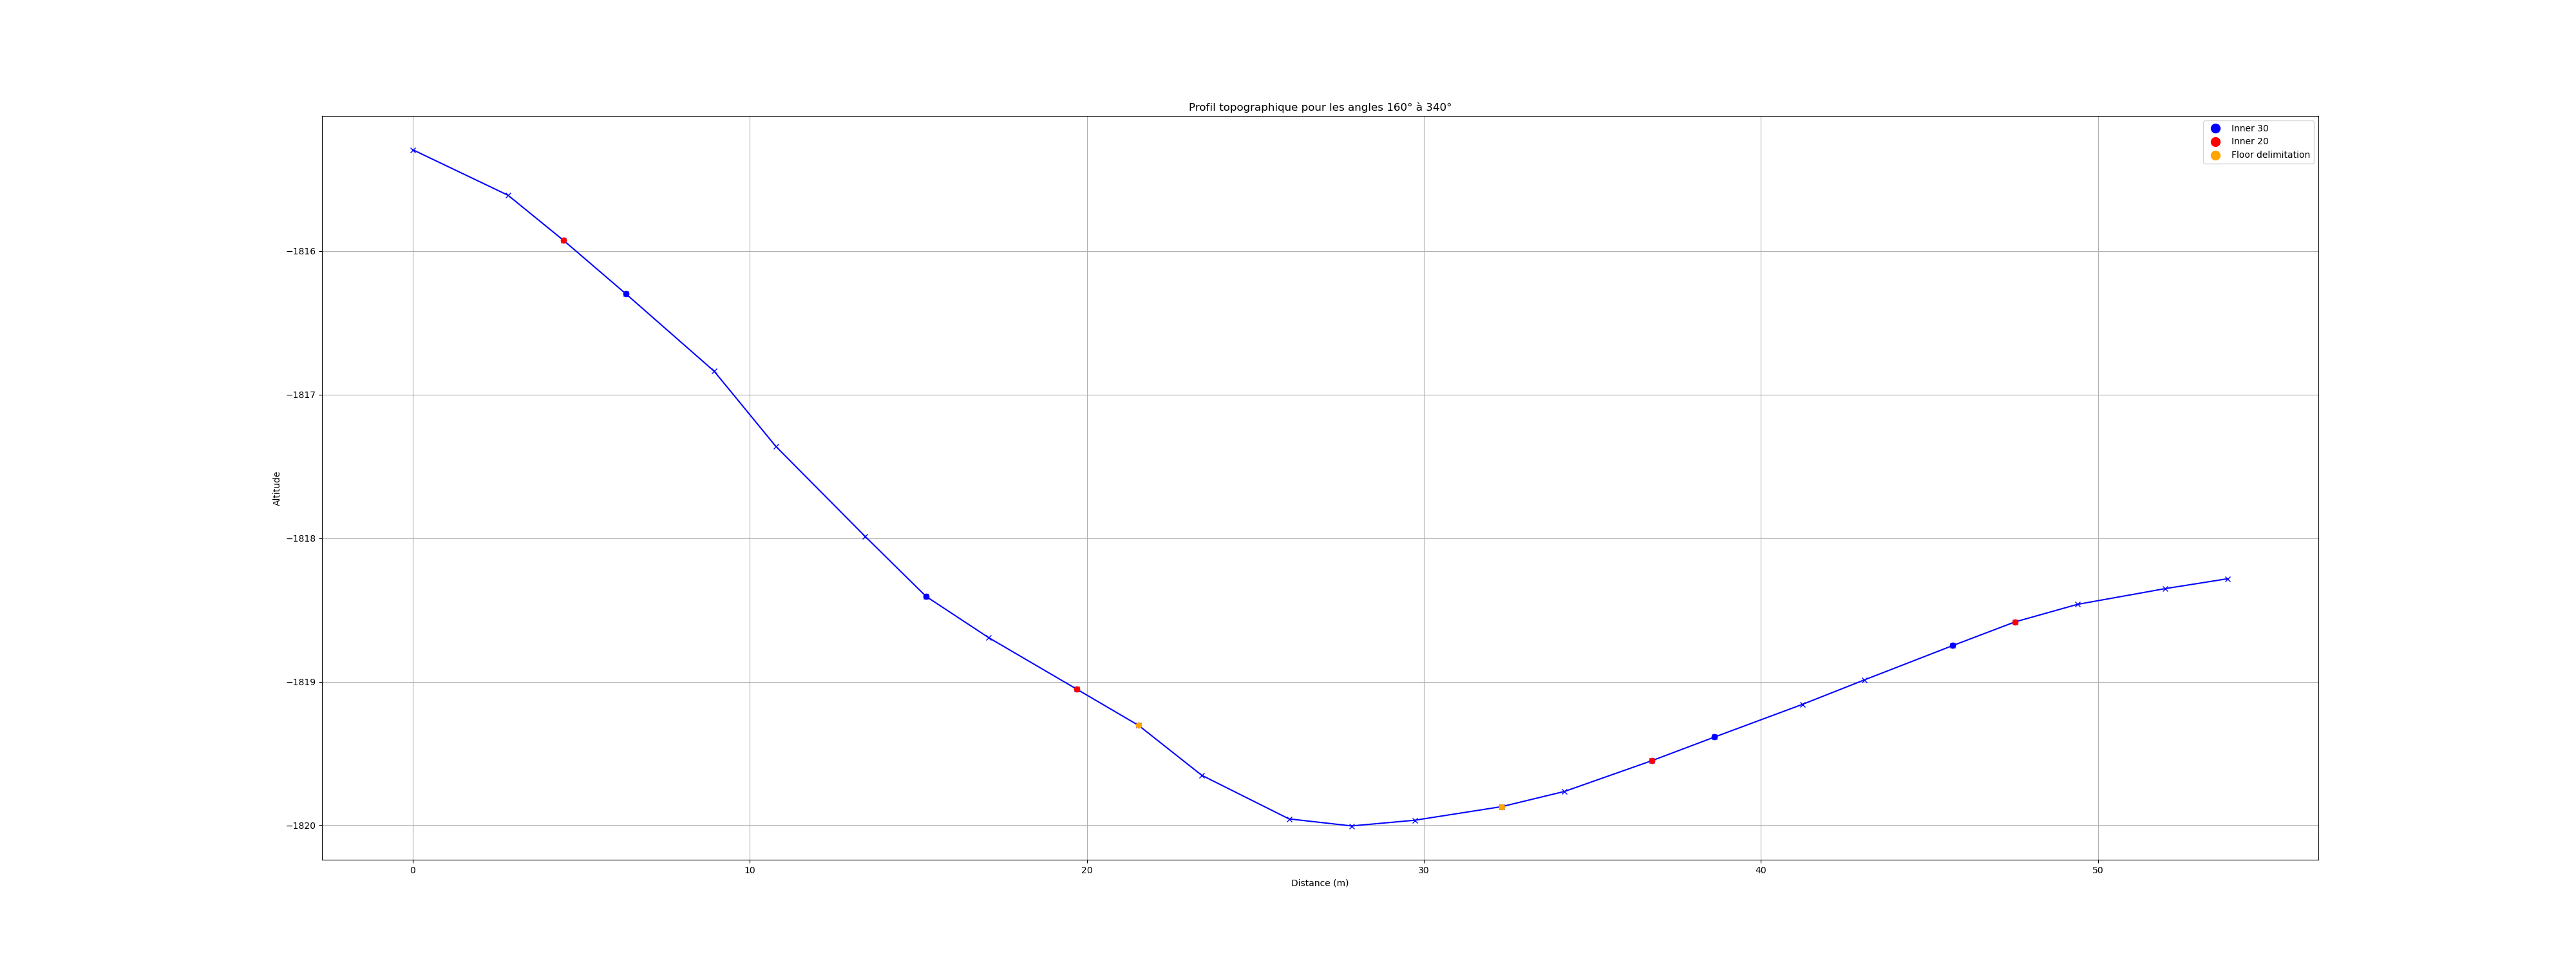 Profil topographique pour les angles 160° à 340°
Inner 30
Inner 20
Floor delimitation
−1816
−1817
−1818
−1819
−1820
Altitude
0 10 20 30 40 50
Distance (m)